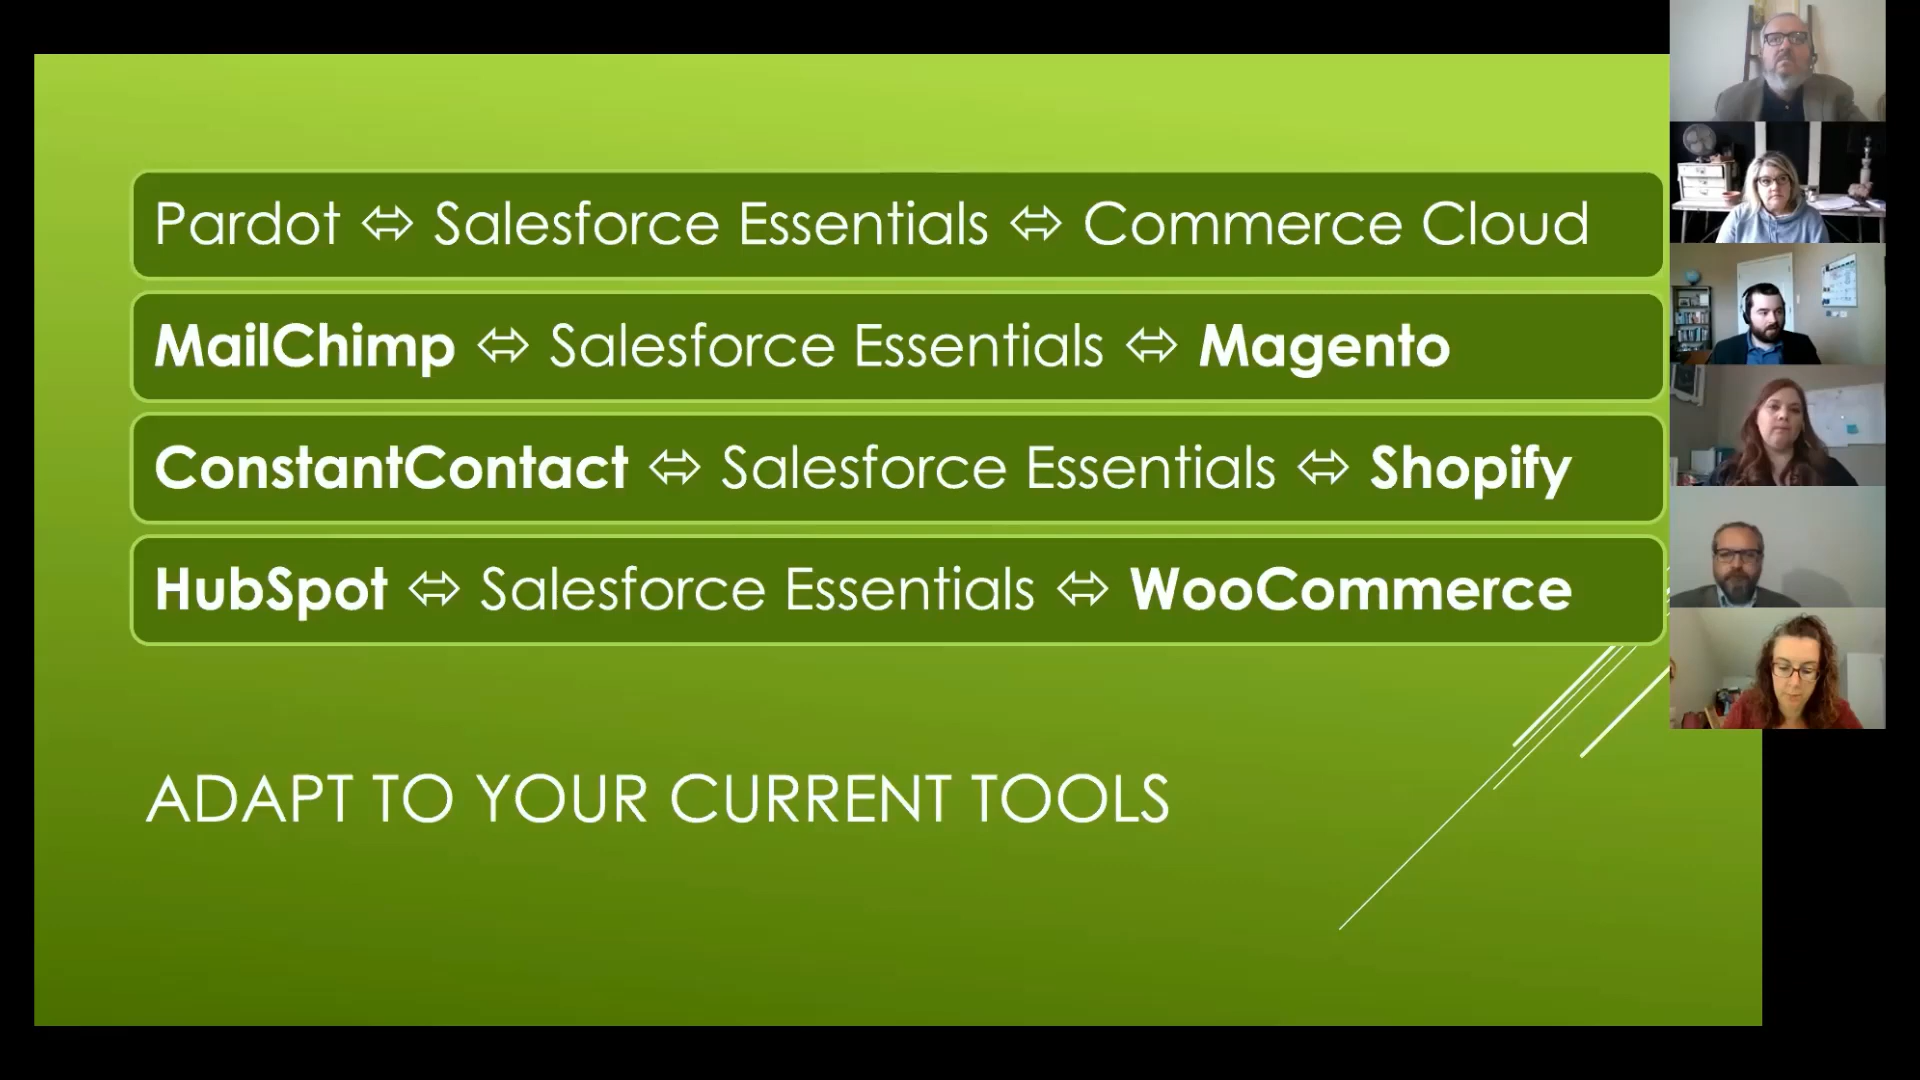 Pardot ⬄ Salesforce Essentials ⬄ Commerce Cloud
MailChimp ⬄ Salesforce Essentials ⬄ Magento
ConstantContact ⬄ Salesforce Essentials ⬄ Shopify
HubSpot ⬄ Salesforce Essentials ⬄ WooCommerce
ADAPT TO YOUR CURRENT TOOLS